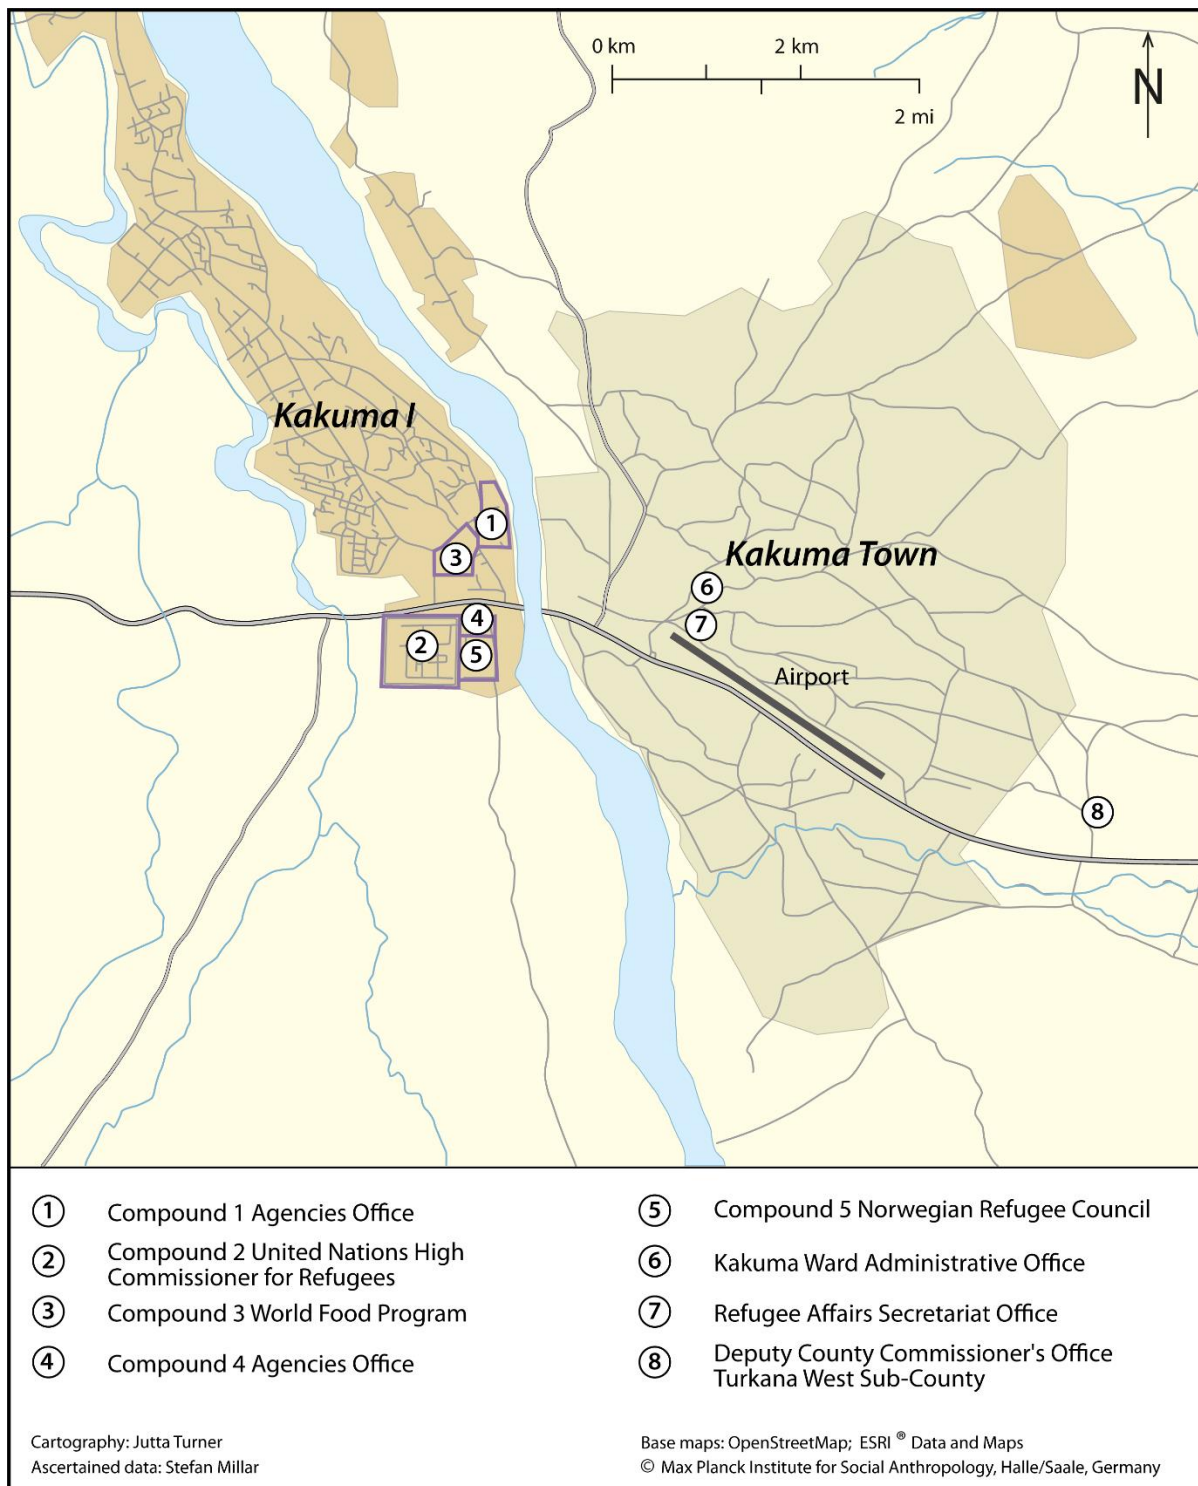 0 km
2 km
2 mi
N
Kakuma I
Kakuma Town
1
3
6
4
7
2
5
Airport
8
1 Compound 1 Agencies Office
2 Compound 2 United Nations High
Commissioner for Refugees
3 Compound 3 World Food Program
4 Compound 4 Agencies Office
5 Compound 5 Norwegian Refugee Council
6 Kakuma Ward Administrative Office
7 Refugee Affairs Secretariat Office
8 Deputy County Commissioner's Office
Turkana West Sub-County
Cartography: Jutta Turner
Ascertained data: Stefan Millar
Base maps: OpenStreetMap; ESRI ® Data and Maps
© Max Planck Institute for Social Anthropology, Halle/Saale, Germany